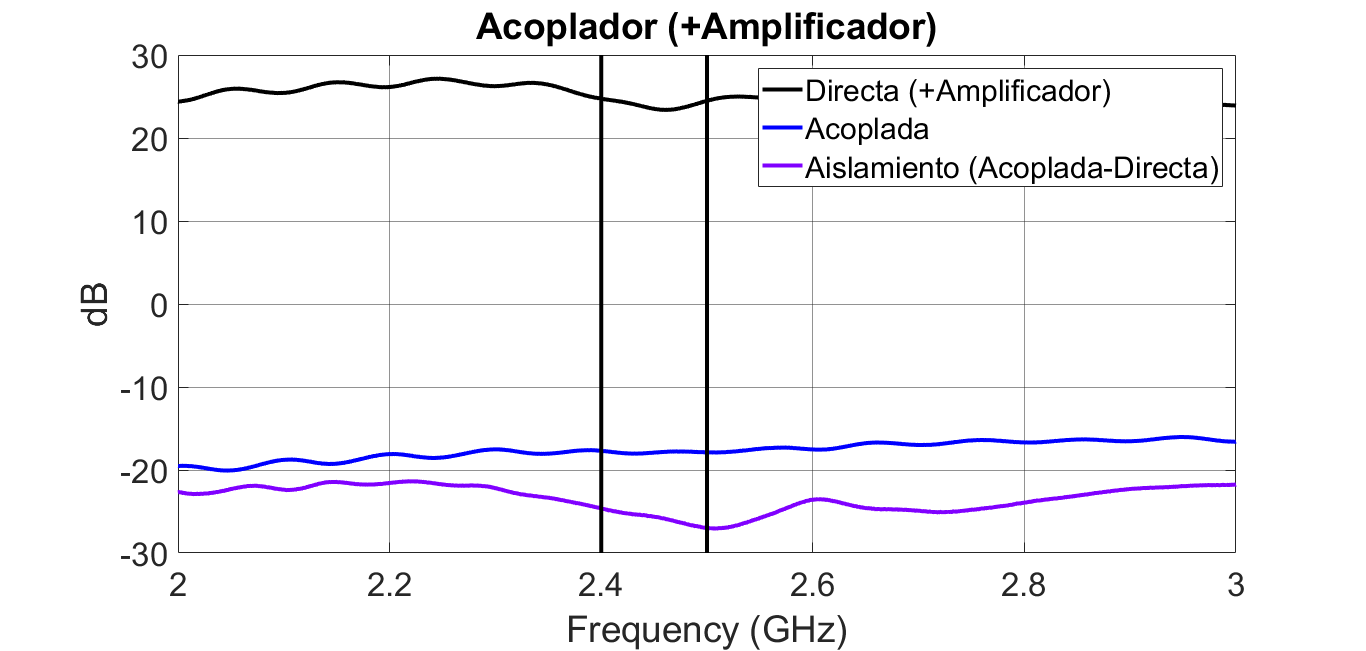 Acoplador (+Amplificador)
30
20
10
0
-10
-20
-30
dB
Directa (+Amplificador)
Acoplada
Aislamiento (Acoplada-Directa)
2
2.2
2.4
2.6
2.8
3
Frequency (GHz)